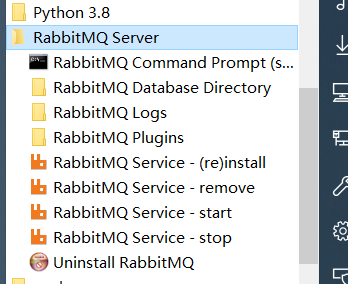 Python 3.8
RabbitMQ Server
RabbitMQ Command Prompt (s...
RabbitMQ Database Directory
RabbitMQ Logs
RabbitMQ Plugins
RabbitMQ Service - (re)install
RabbitMQ Service - remove
RabbitMQ Service - start
RabbitMQ Service - stop
Uninstall RabbitMQ